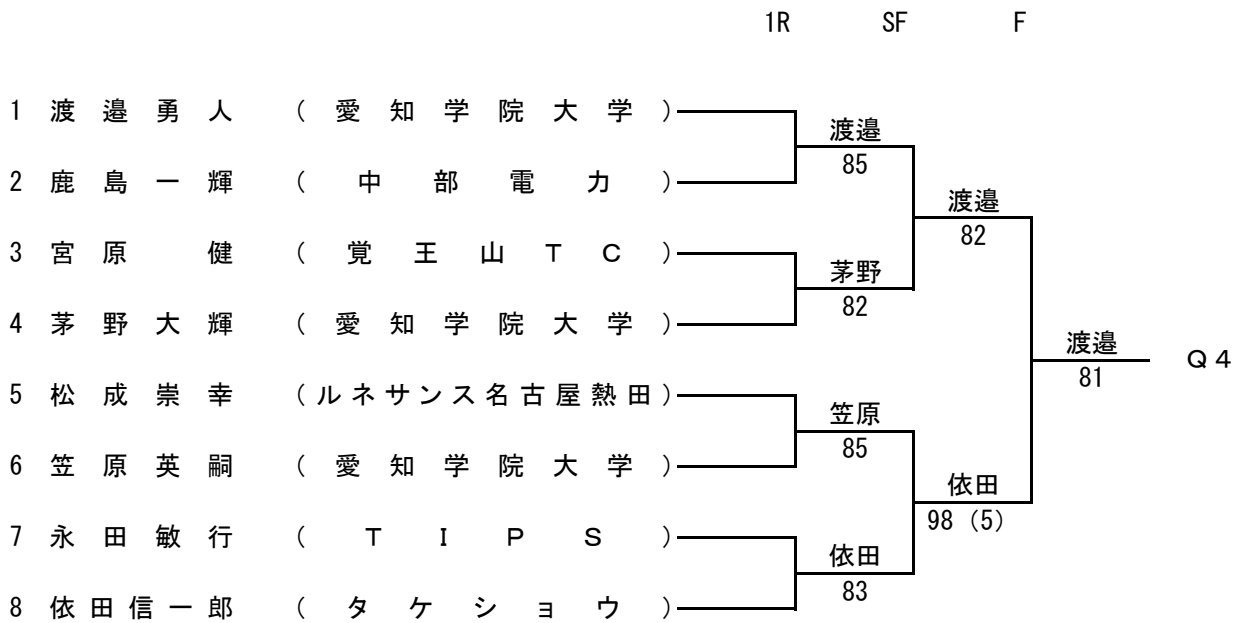 1R SF F
1 渡邉勇人 (愛知学院大学)
渡邉
85
2 鹿島一輝 (中部電力)
渡邉
82
3 宮原 健 (覚王山TC)
茅野
82
4 茅野大輝 (愛知学院大学)
渡邉
81
Q4
5 松成崇幸 (ルネサンス名古屋熱田)
笠原
85
6 笠原英嗣 (愛知学院大学)
依田
98 (5)
7 永田敏行 (TIPS)
依田
83
8 依田信一郎 (タケショウ)